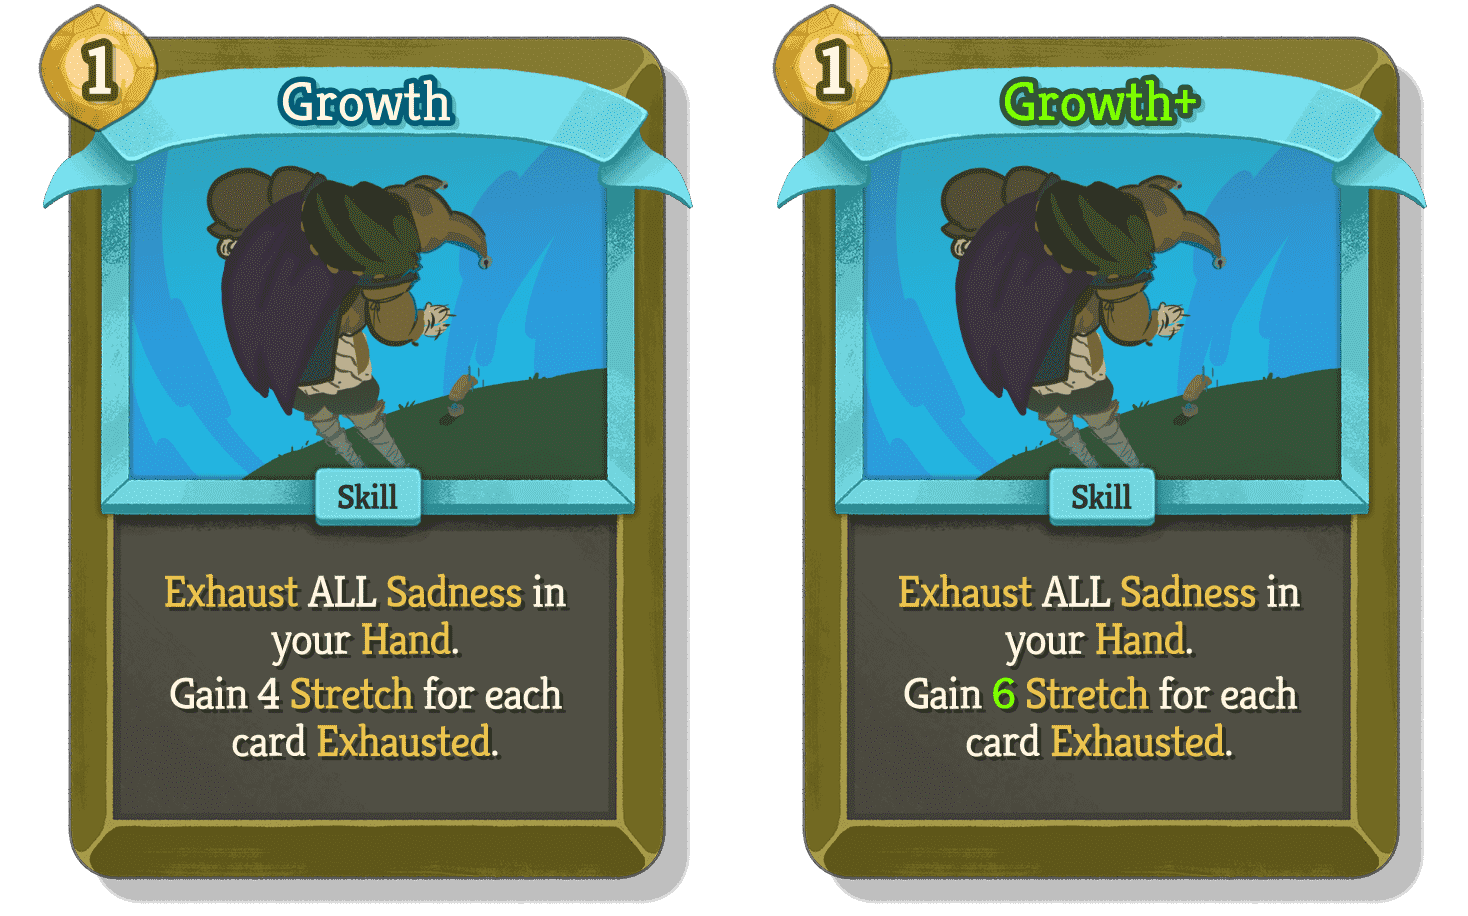 1
Growth
Skill
Exhaust ALL Sadness in
your Hand.
Gain 4 Stretch for each
card Exhausted.
1
Growth+
Skill
Exhaust ALL Sadness in
your Hand.
Gain 6 Stretch for each
card Exhausted.